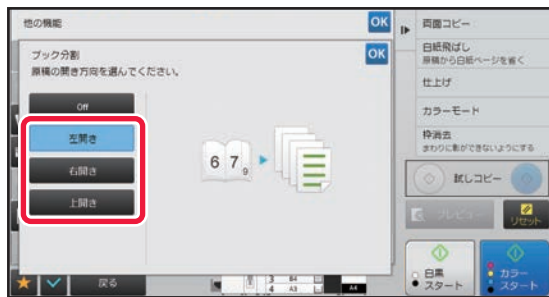 他の機能
OK
ブック分割
原稿の開き方向を選んでください。
OK
Off
左開き
右開き
上開き
6 7
9
両面コピー
白紙飛ばし
原稿から白紙ページを省く
仕上げ
カラーモード
枠消去
まわりに影ができないようにする
試しコピー
プレビュー
リセット
戻る
3 B4
4 A3
A4
白黒
スタート
カラー
スタート